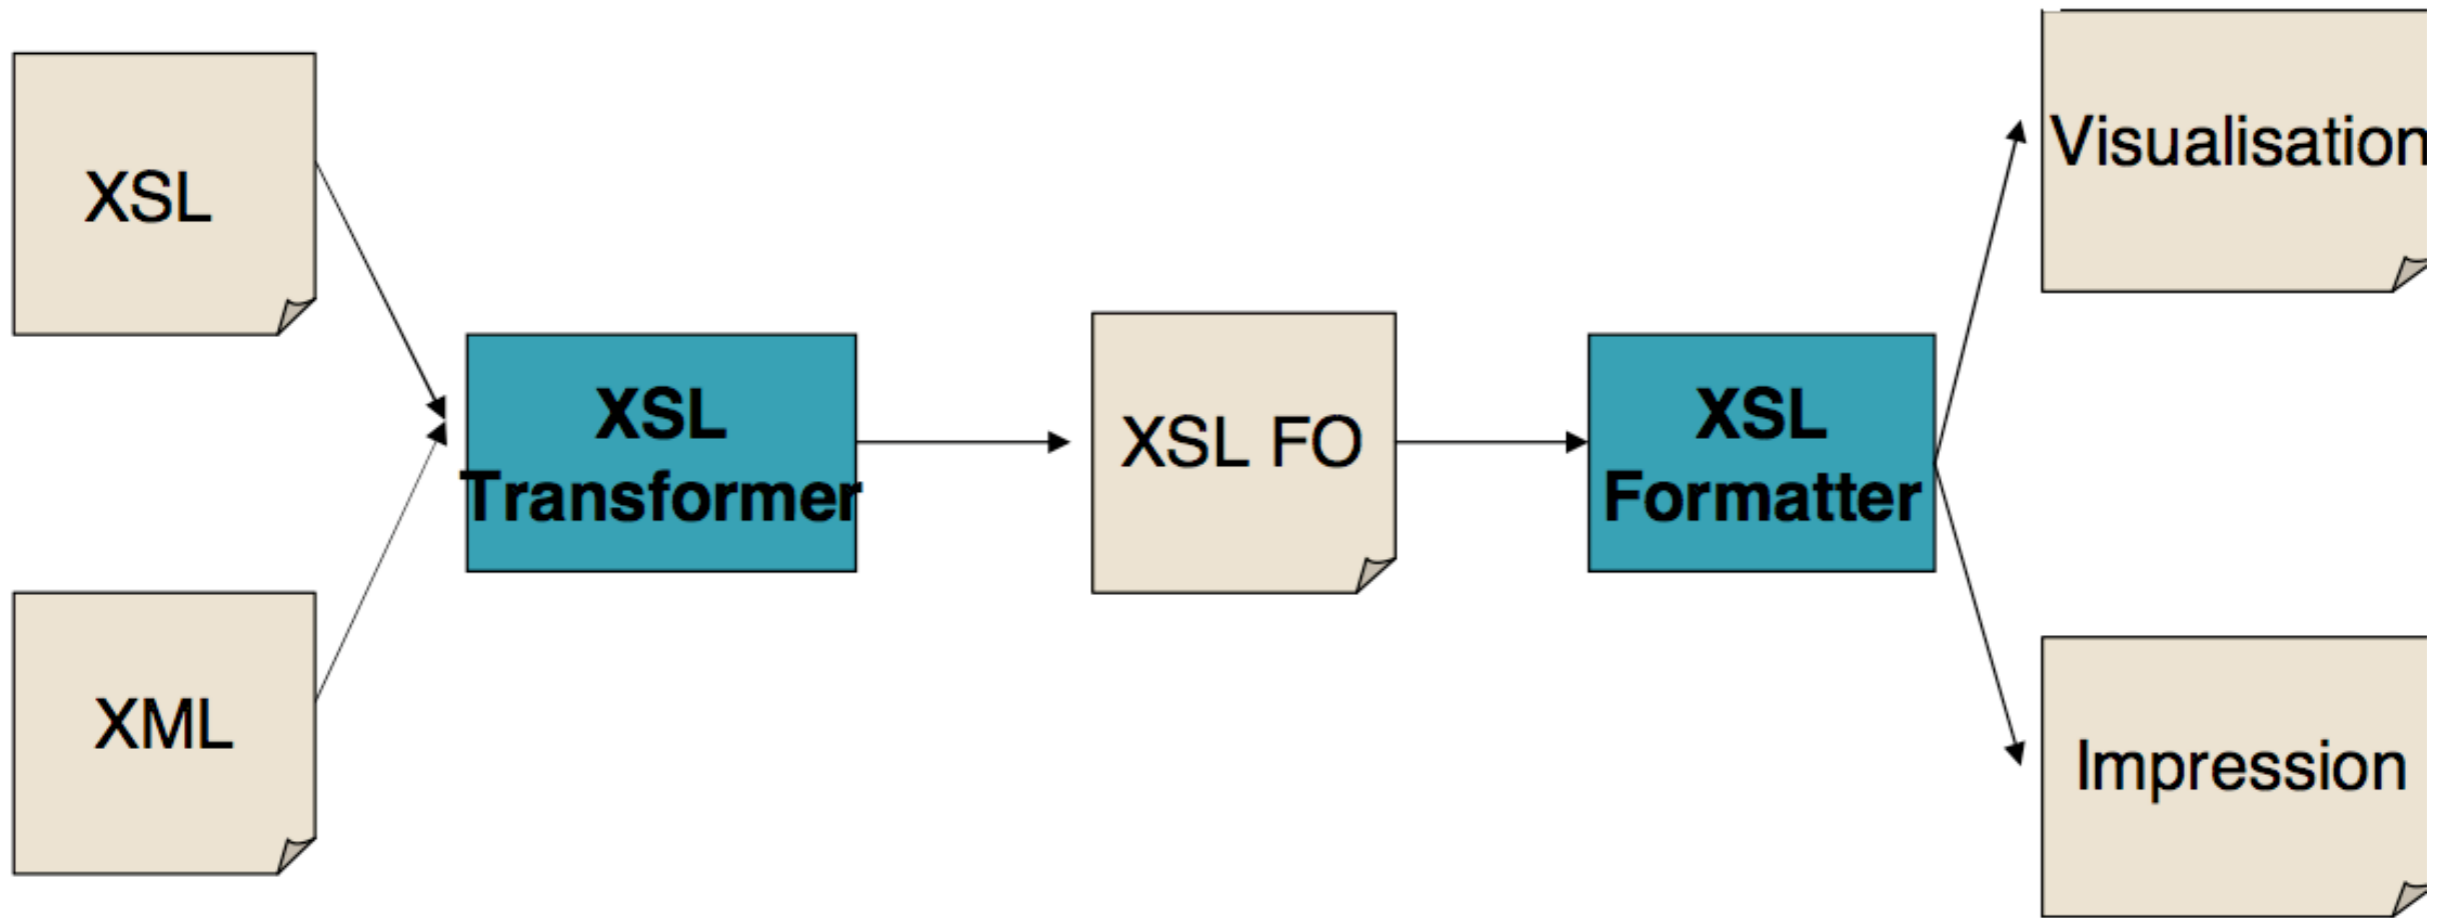 XSL
XML
XSL
Transformer
XSL FO
XSL
Formatter
Visualisation
Impression